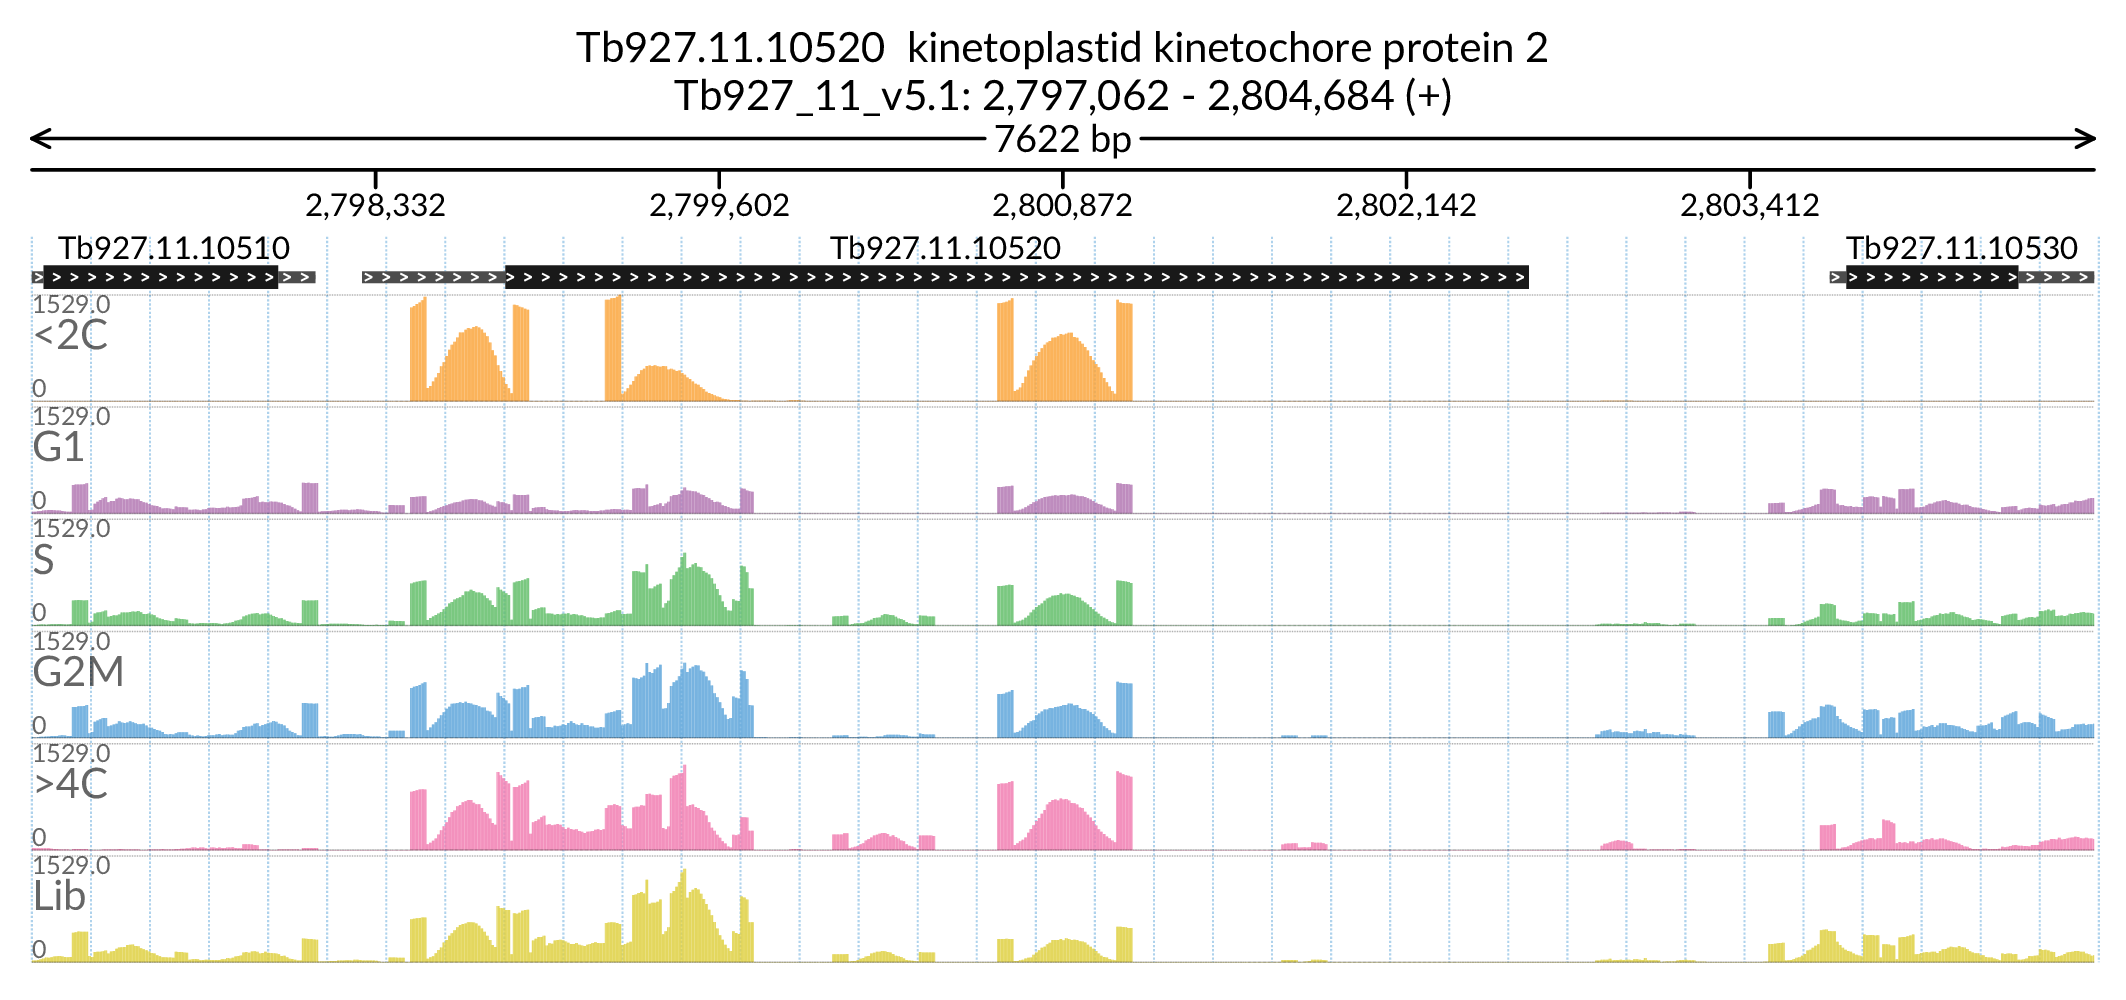 Tb927.11.10520  kinetoplastid kinetochore protein 2
Tb927_11_v5.1: 2,797,062 - 2,804,684 (+)
7622 bp
2,798,332 2,799,602 2,800,872 2,802,142 2,803,412
Tb927.11.10510 Tb927.11.10520 Tb927.11.10530
1529.0
<2C
0
1529.0
G1
0
1529.0
S
0
1529.0
G2M
0
1529.0
>4C
0
1529.0
Lib
0